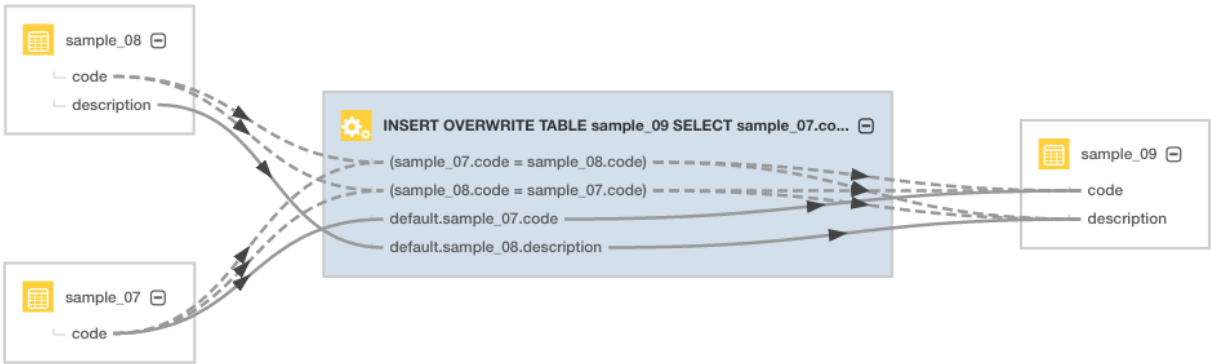 sample_08
code
description
INSERT OVERWRITE TABLE sample_09 SELECT sample_07.co...
(sample_07.code = sample_08.code)
(sample_08.code = sample_07.code)
default.sample_07.code
default.sample_08.description
sample_09
code
description
sample_07
code